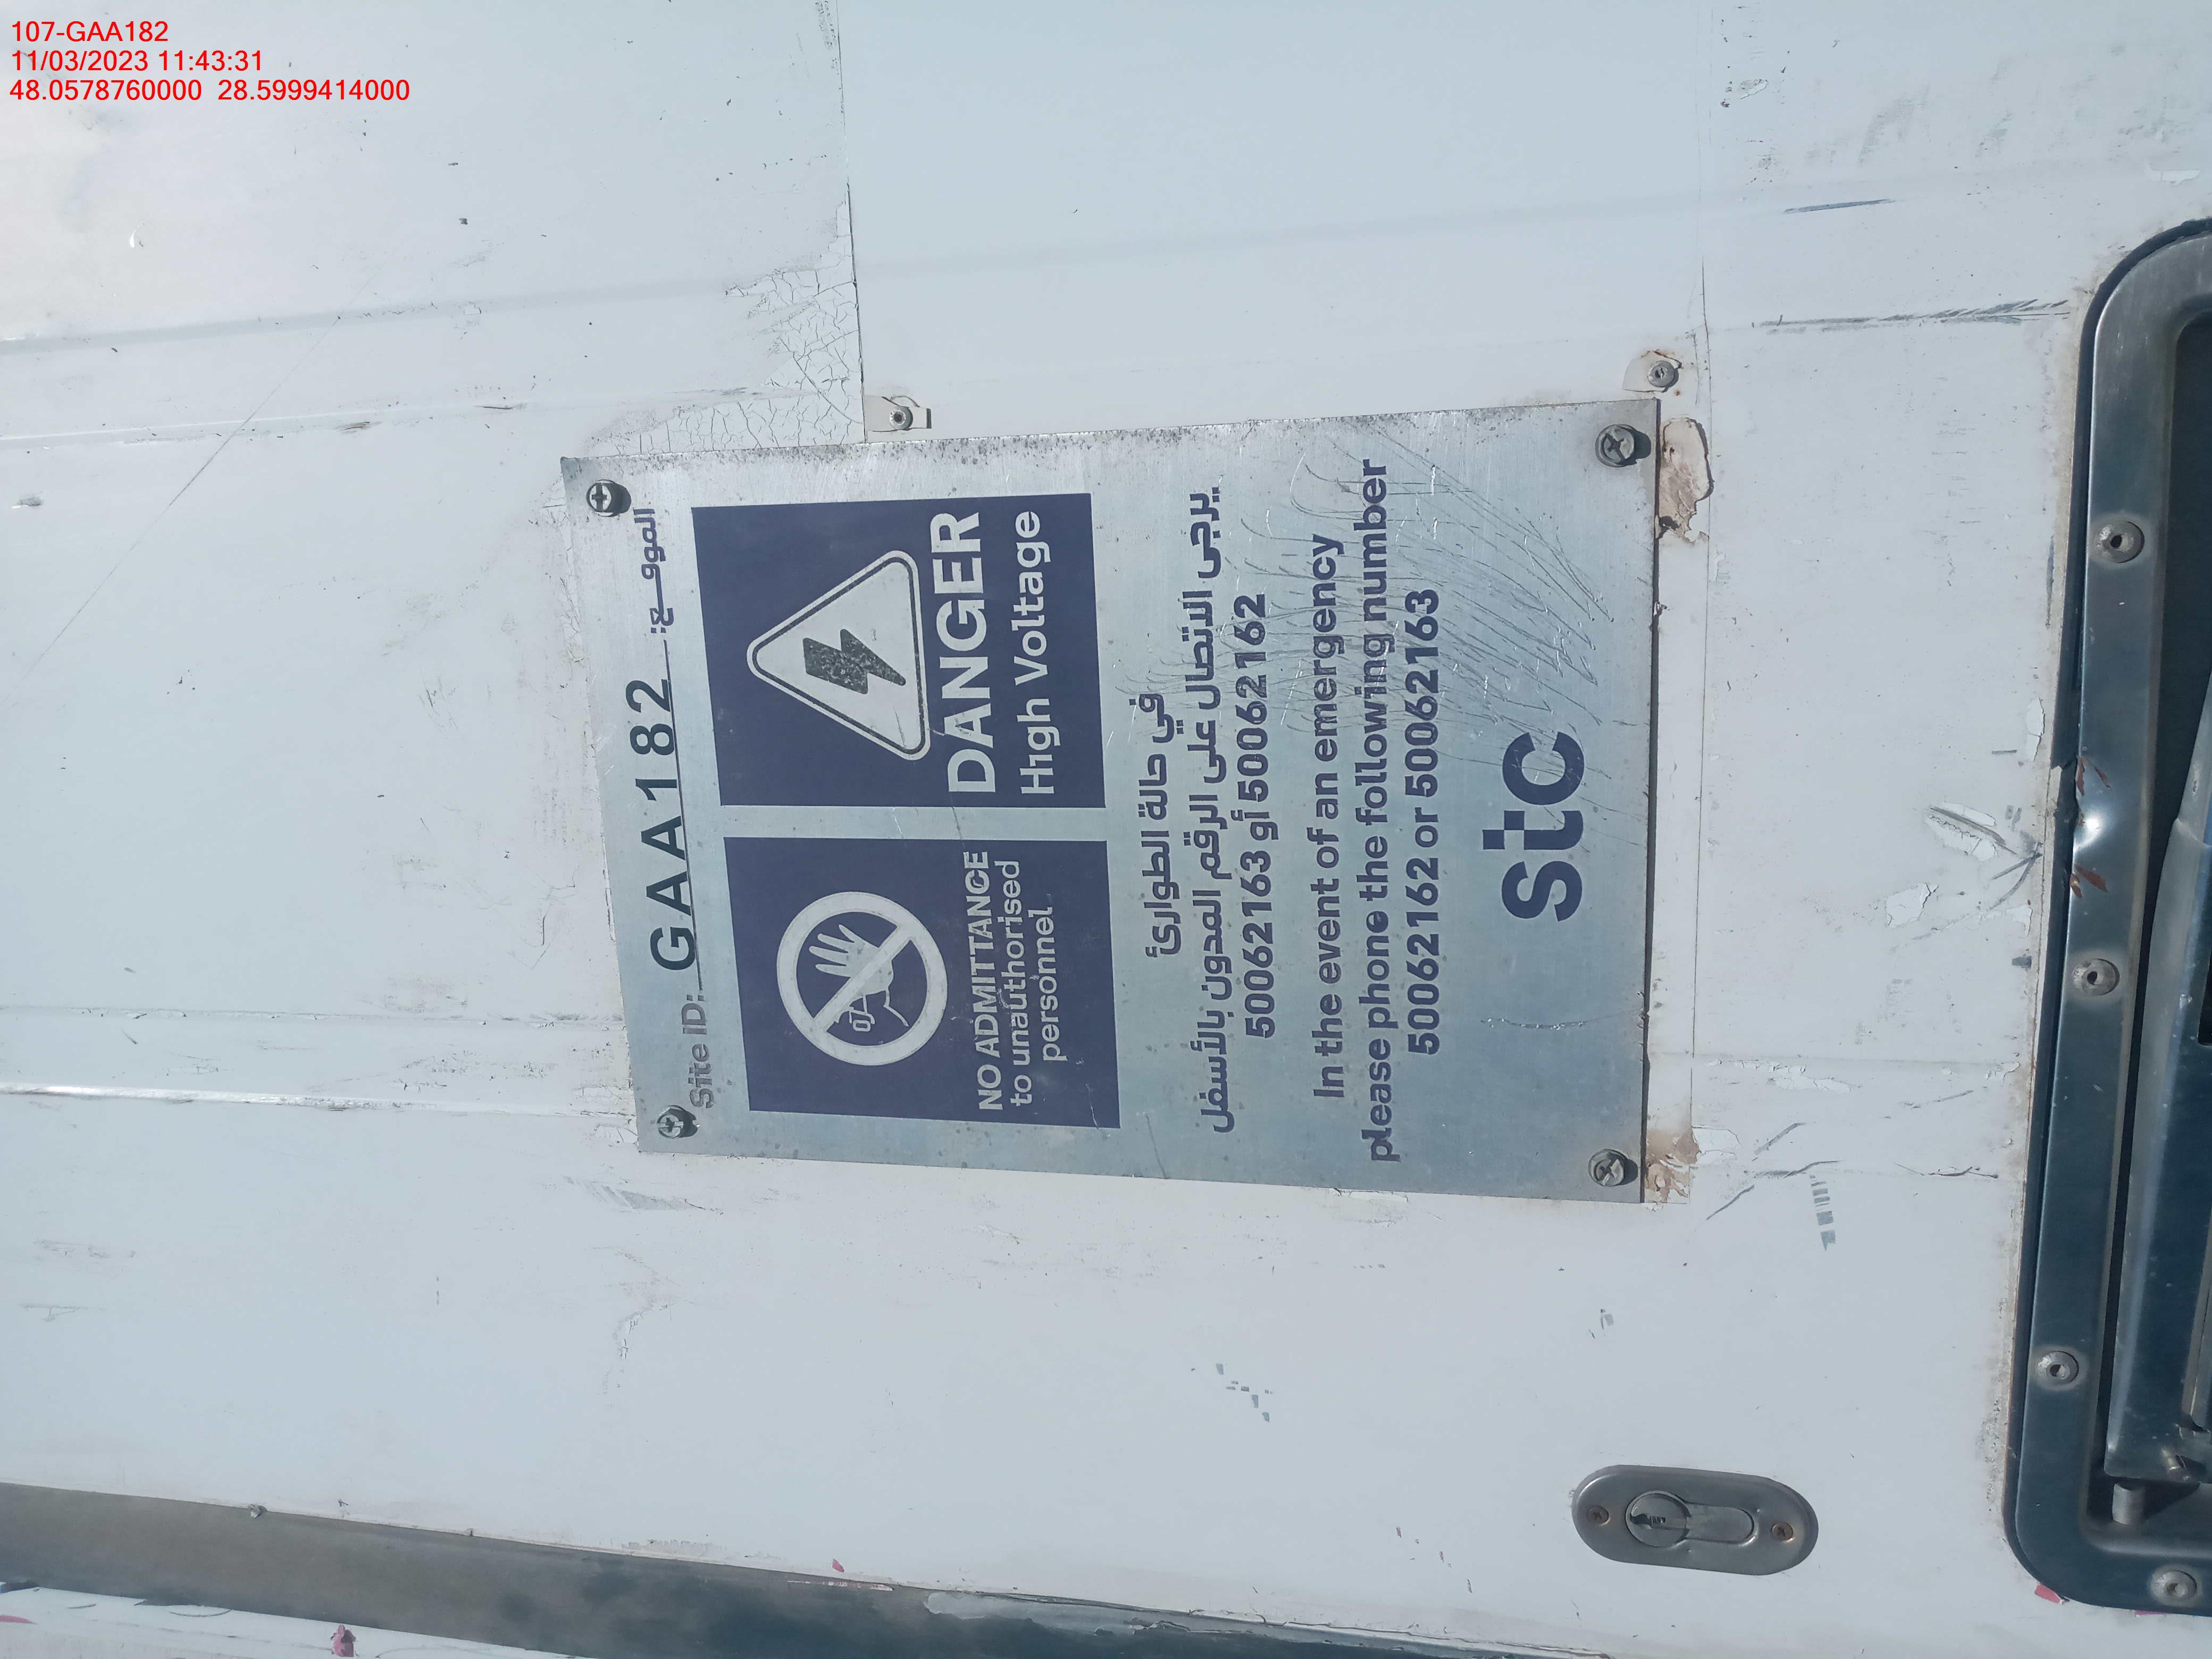 107-GAA182
11/03/2023 11:43:31
48.0578760000 28.5999414000
Site ID: GAA182 الموقع:
NO ADMITTANCE
to unauthorised
personnel
DANGER
High Voltage
في حالة الطوارئ
يرجى الاتصال على الرقم المدون بالأسفل
50062163 أو 50062162
In the event of an emergency
please phone the following number
50062162 or 50062163
stc